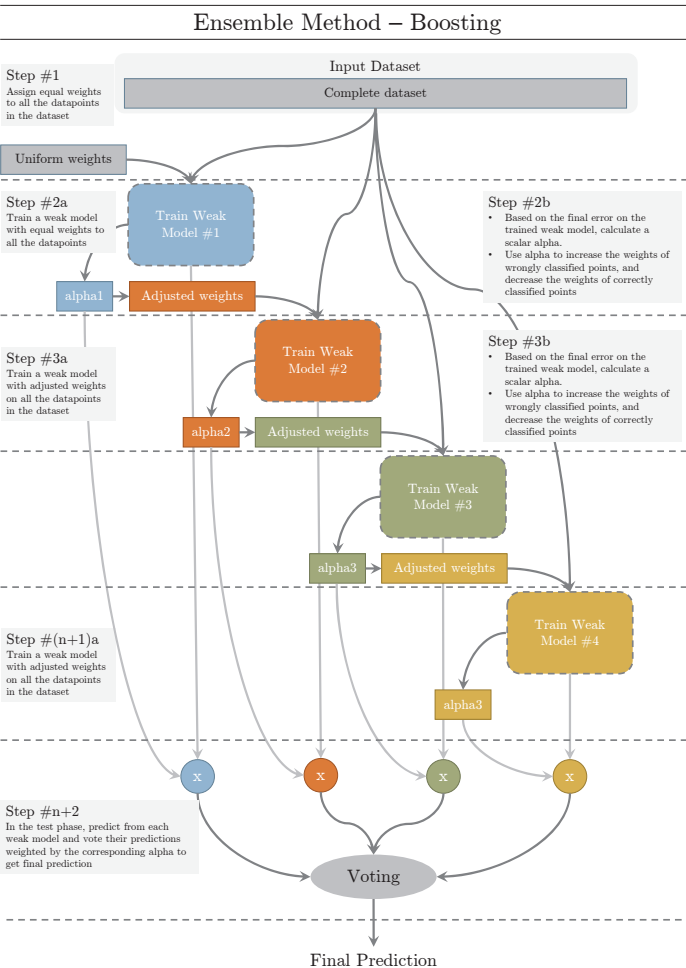 Ensemble Method – Boosting
Input Dataset
Complete dataset
Step #1
Assign equal weights
to all the datapoints
in the dataset
Uniform weights
Step #2a
Train a weak model
with equal weights to
all the datapoints
Train Weak
Model #1
Step #2b
• Based on the final error on the
trained weak model, calculate a
scalar alpha.
• Use alpha to increase the weights of
wrongly classified points, and
decrease the weights of correctly
classified points
alpha1
Adjusted weights
Step #3a
Train a weak model
with adjusted weights
on all the datapoints
in the dataset
Train Weak
Model #2
Step #3b
• Based on the final error on the
trained weak model, calculate a
scalar alpha.
• Use alpha to increase the weights of
wrongly classified points, and
decrease the weights of correctly
classified points
alpha2
Adjusted weights
Train Weak
Model #3
alpha3
Adjusted weights
Step #(n+1)a
Train a weak model
with adjusted weights
on all the datapoints
in the dataset
Train Weak
Model #4
alpha3
x
x
x
x
Step #n+2
In the test phase, predict from each
weak model and vote their predictions
weighted by the corresponding alpha to
get final prediction
Voting
Final Prediction